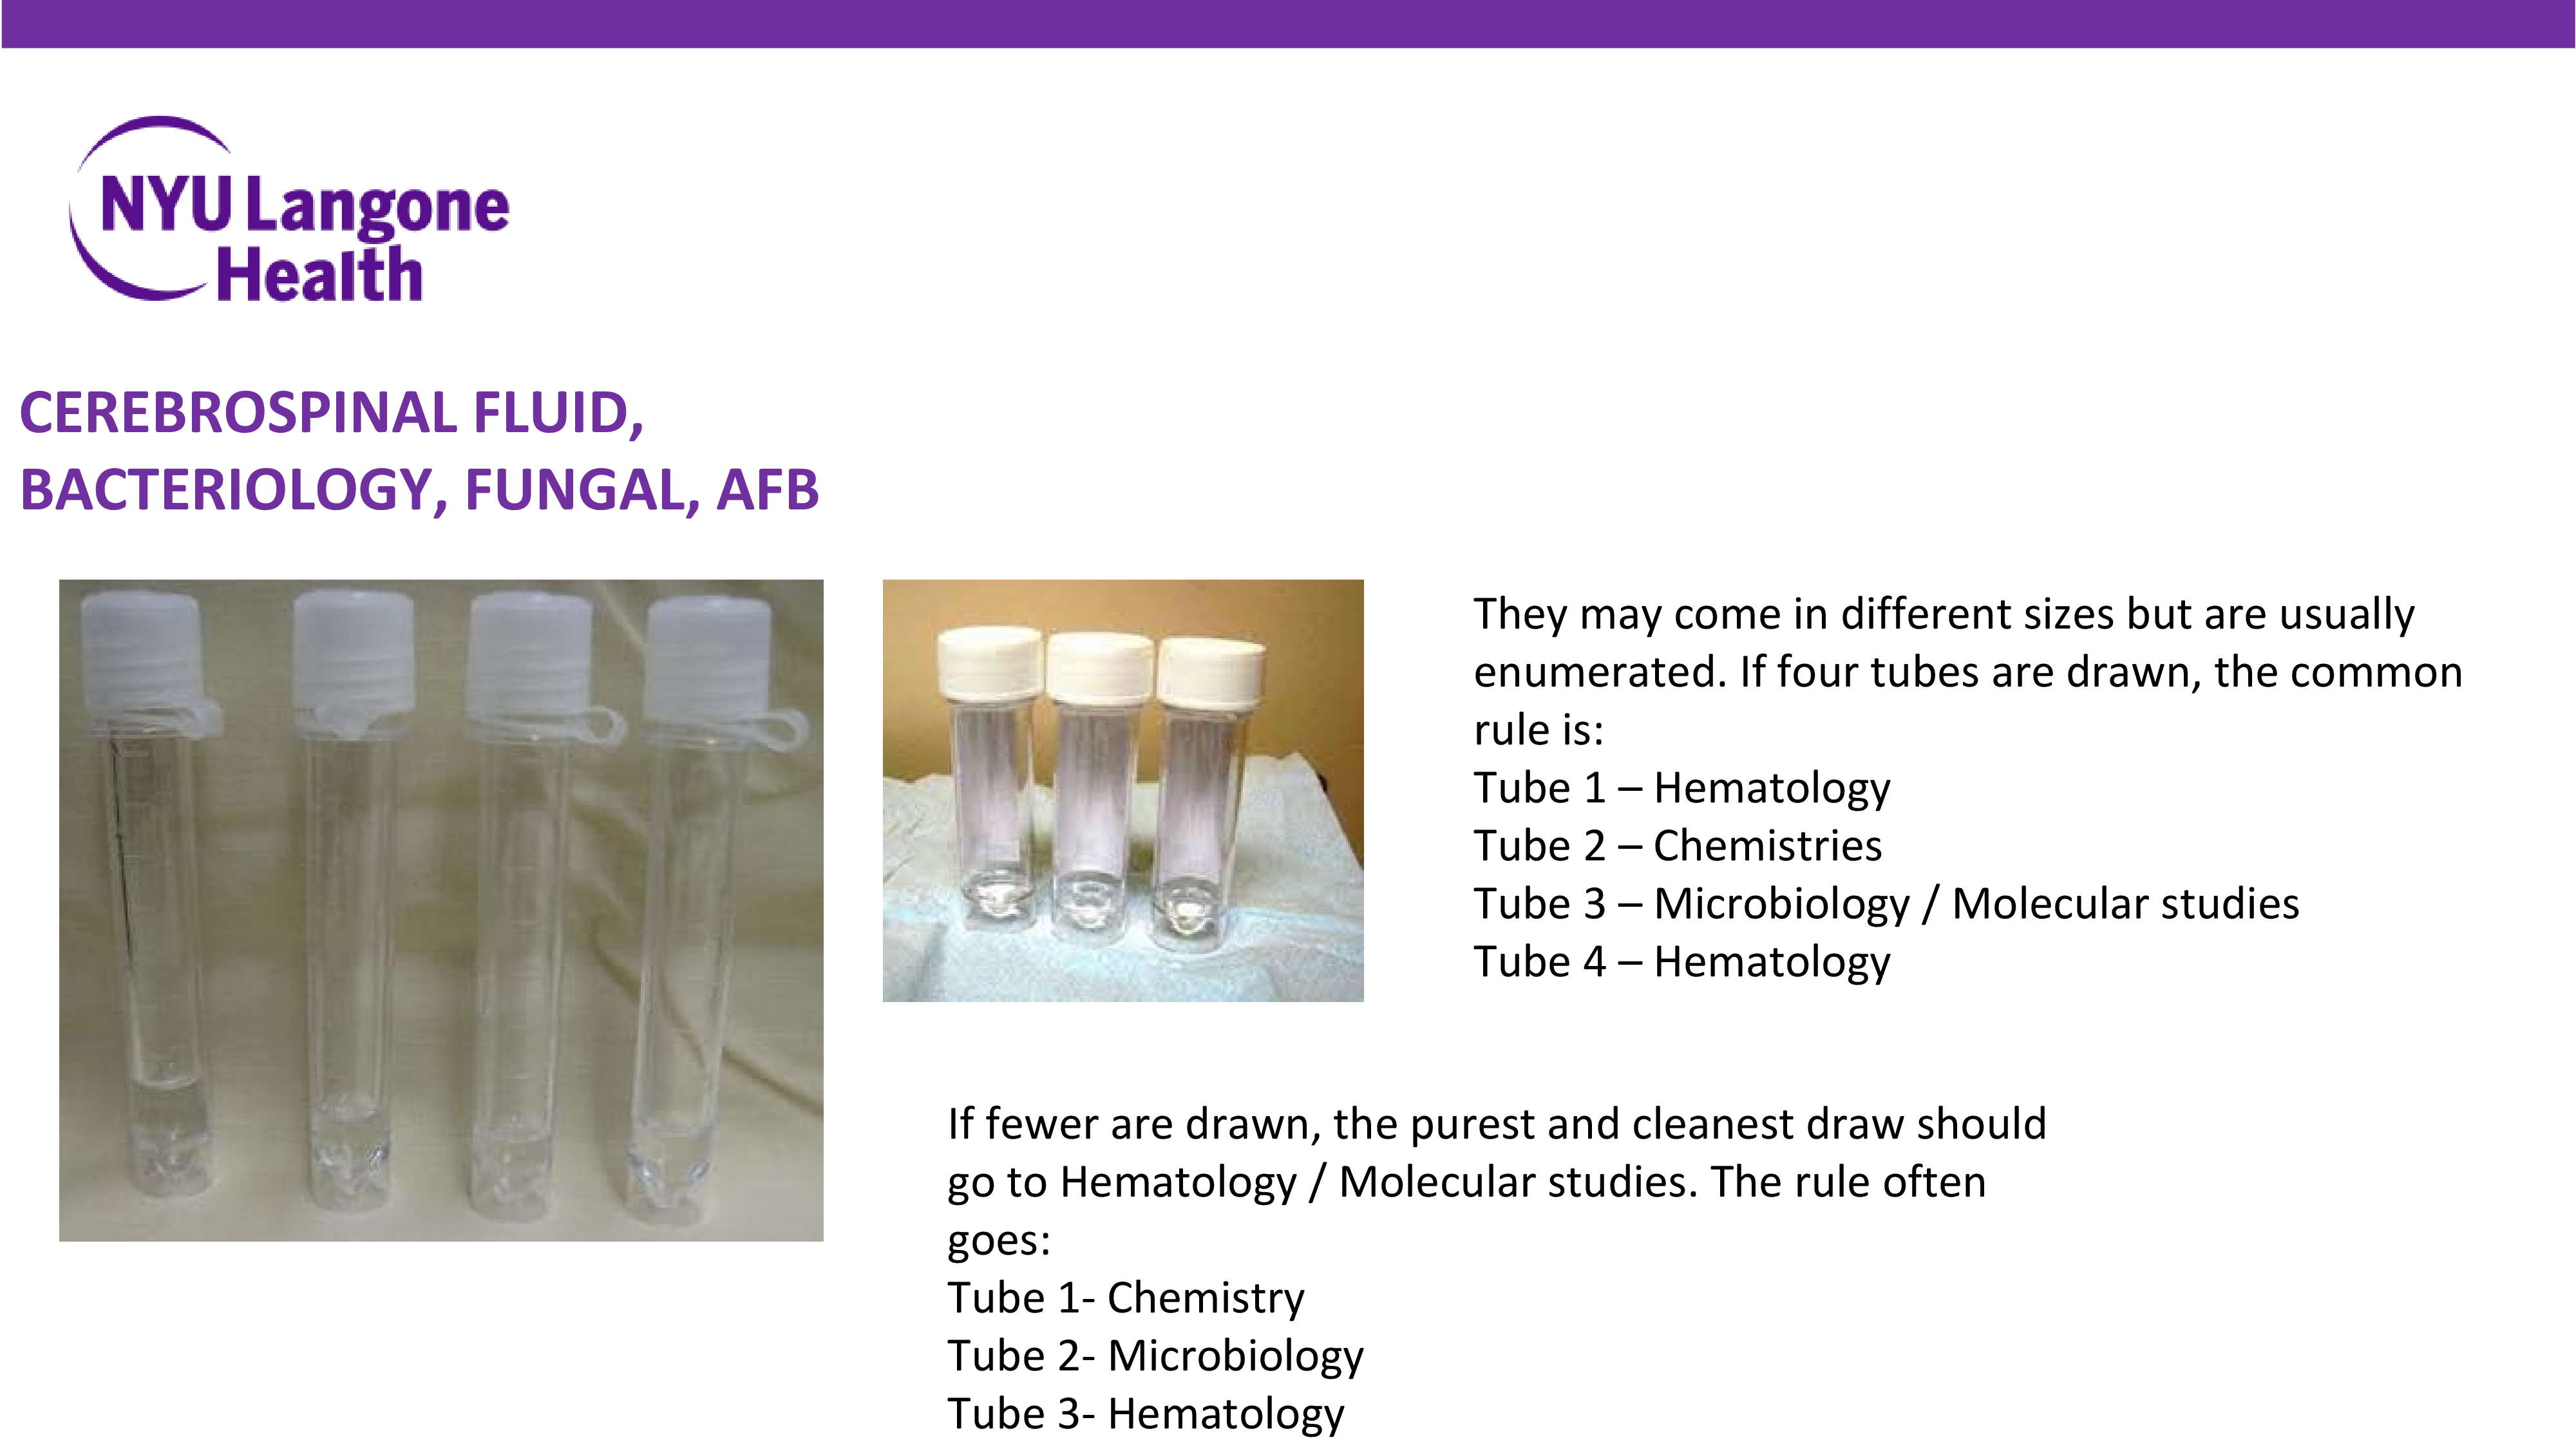 NYU Langone
Health
CEREBROSPINAL FLUID,
BACTERIOLOGY, FUNGAL, AFB
They may come in different sizes but are usually
enumerated. If four tubes are drawn, the common
rule is:
Tube 1 – Hematology
Tube 2 – Chemistries
Tube 3 – Microbiology / Molecular studies
Tube 4 – Hematology
If fewer are drawn, the purest and cleanest draw should
go to Hematology / Molecular studies. The rule often
goes:
Tube 1- Chemistry
Tube 2- Microbiology
Tube 3- Hematology